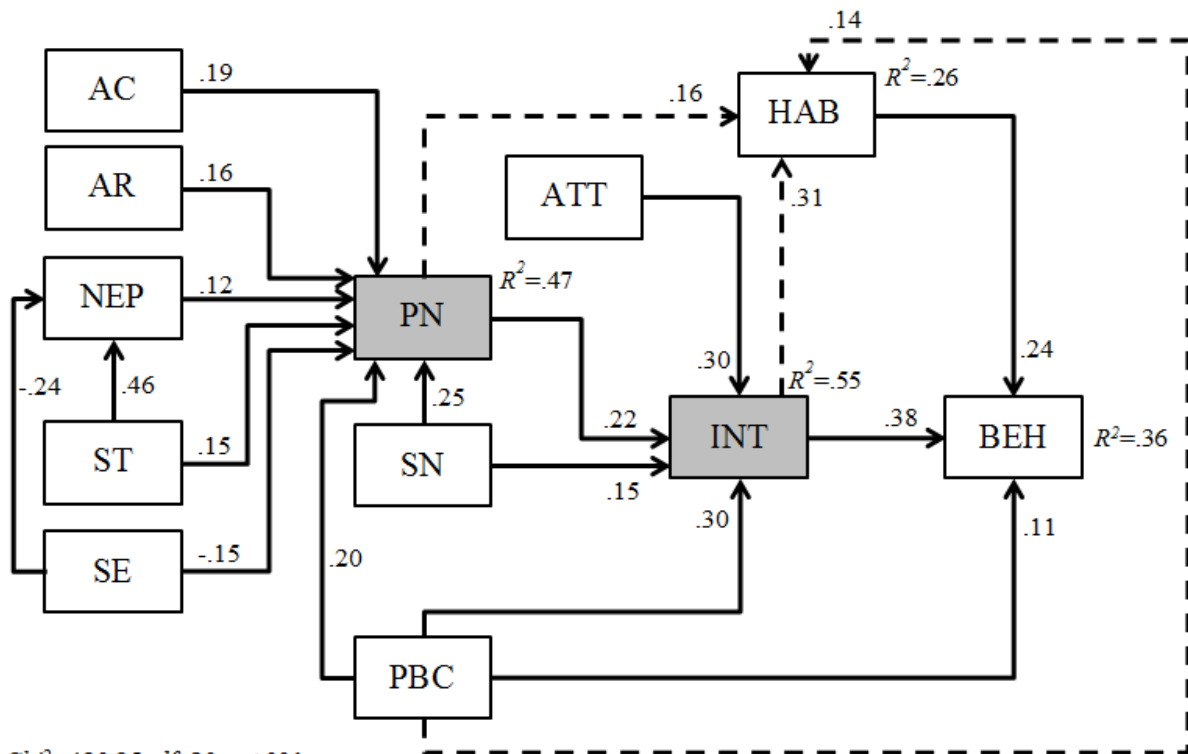 .14
AC
.19
HAB
R²=.26
.16
AR
.16
ATT
.31
NEP
.12
PN
R²=.47
-.24
.46
.30
R²=.55
.24
.25
.22
ST
.15
SN
.15
INT
.38
BEH
R²=.36
.30
.11
SE
-.15
.20
PBC